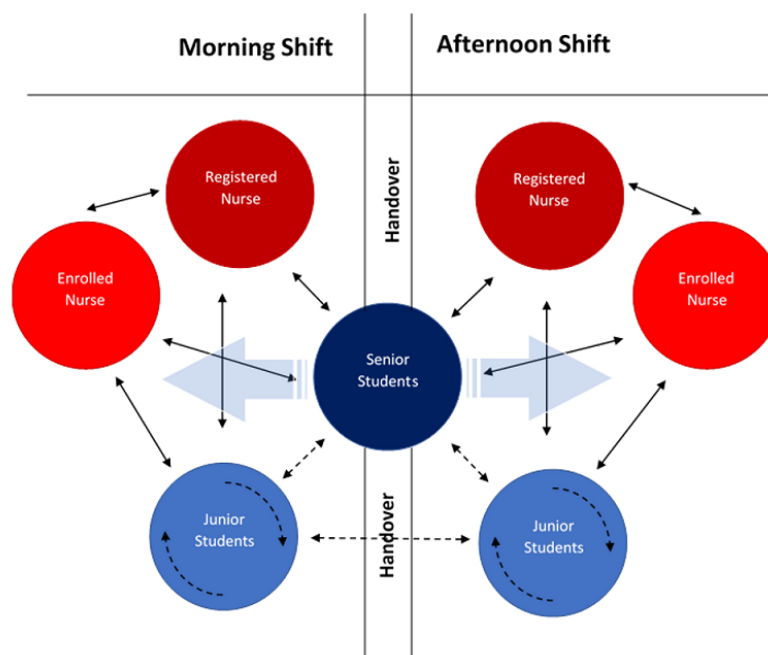 Morning Shift
Afternoon Shift
Handover
Registered
Nurse
Registered
Nurse
Enrolled
Nurse
Enrolled
Nurse
Senior
Students
Junior
Students
Handover
Junior
Students